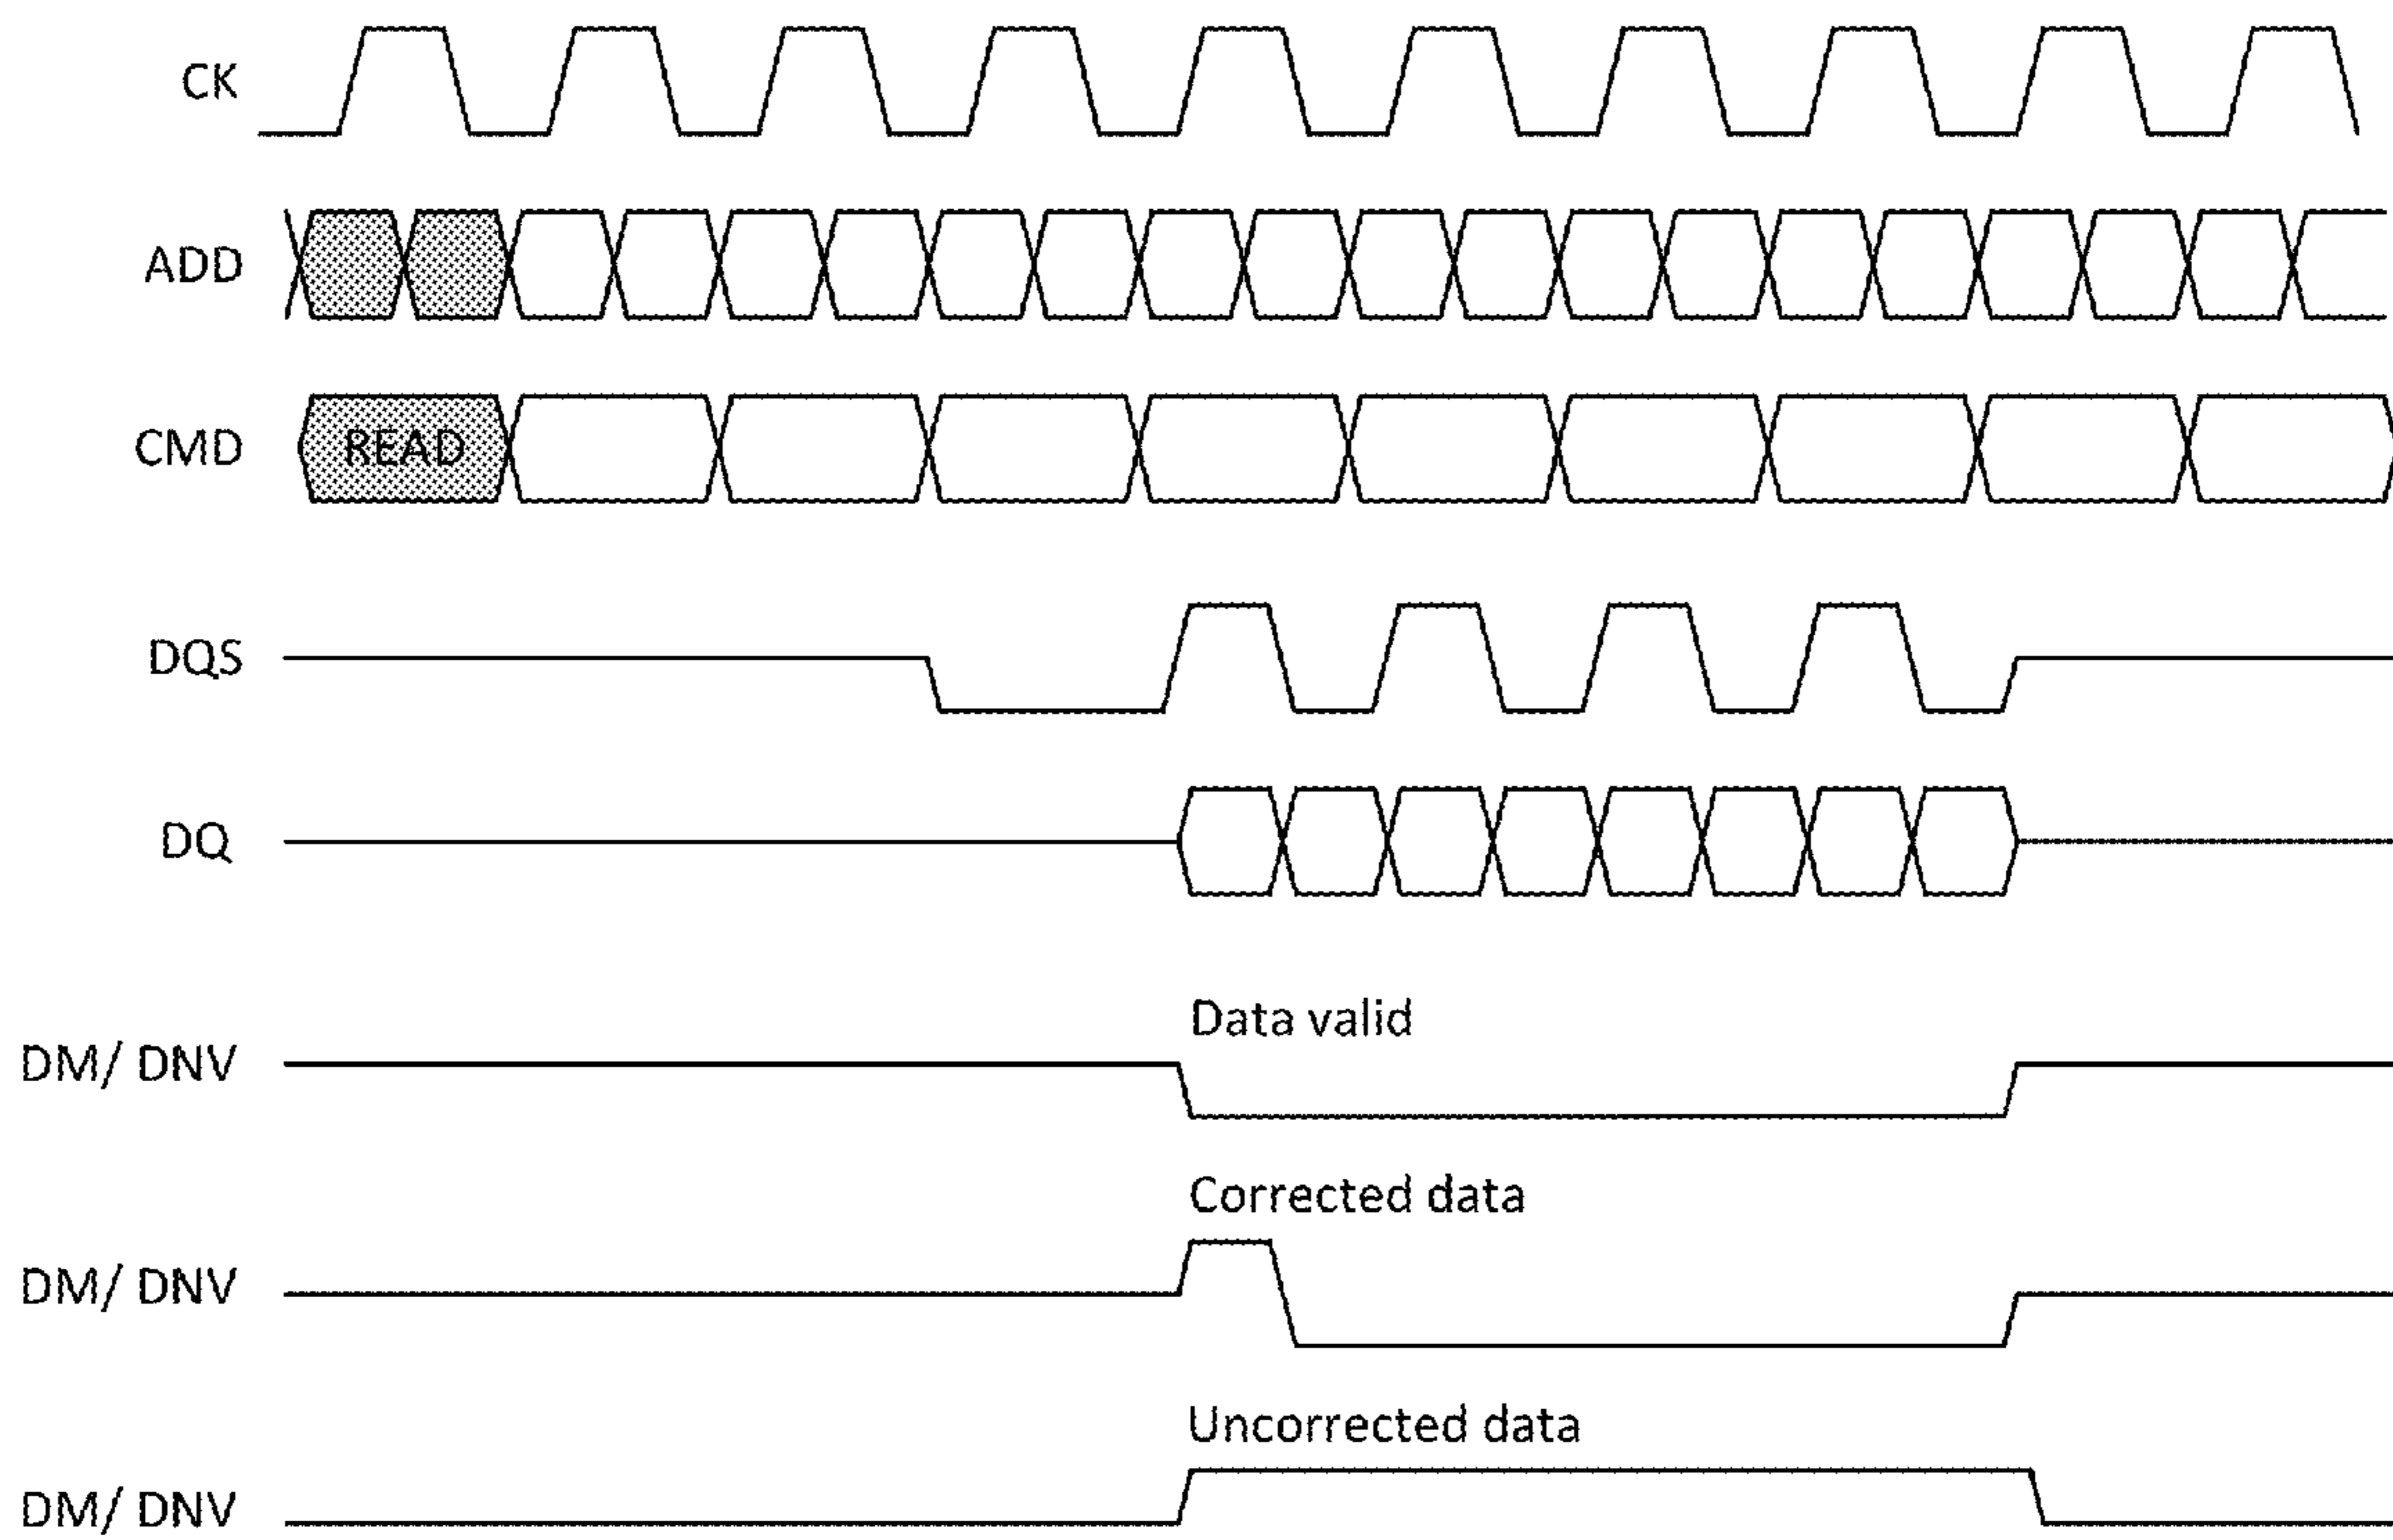 CK
ADD
CMD
READ
DQS
DQ
Data valid
DM/ DNV
Corrected data
DM/ DNV
Uncorrected data
DM/ DNV